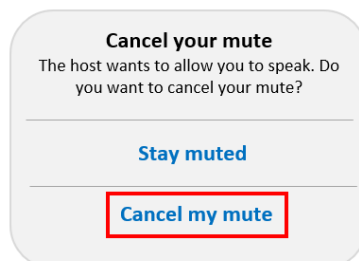 Cancel your mute
The host wants to allow you to speak. Do
you want to cancel your mute?
Stay muted
Cancel my mute